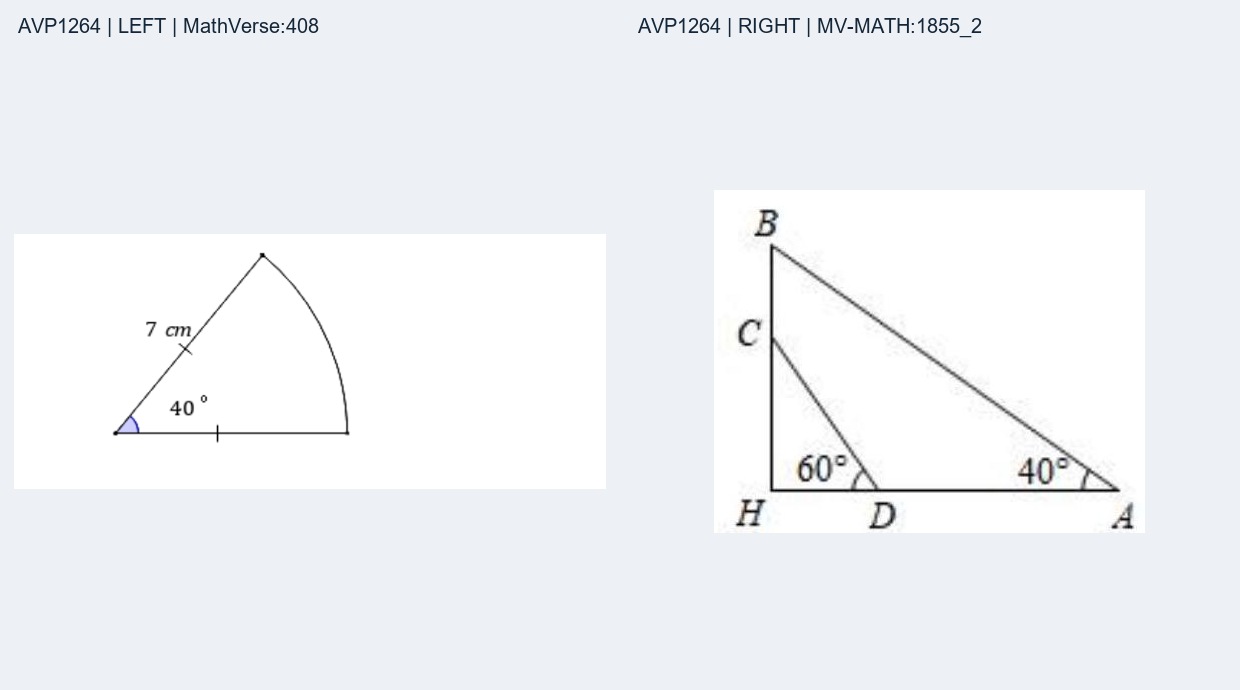 AVP1264 | LEFT | MathVerse:408
AVP1264 | RIGHT | MV-MATH:1855_2
7 cm
40°
B
C
60°
40°
H
D
A